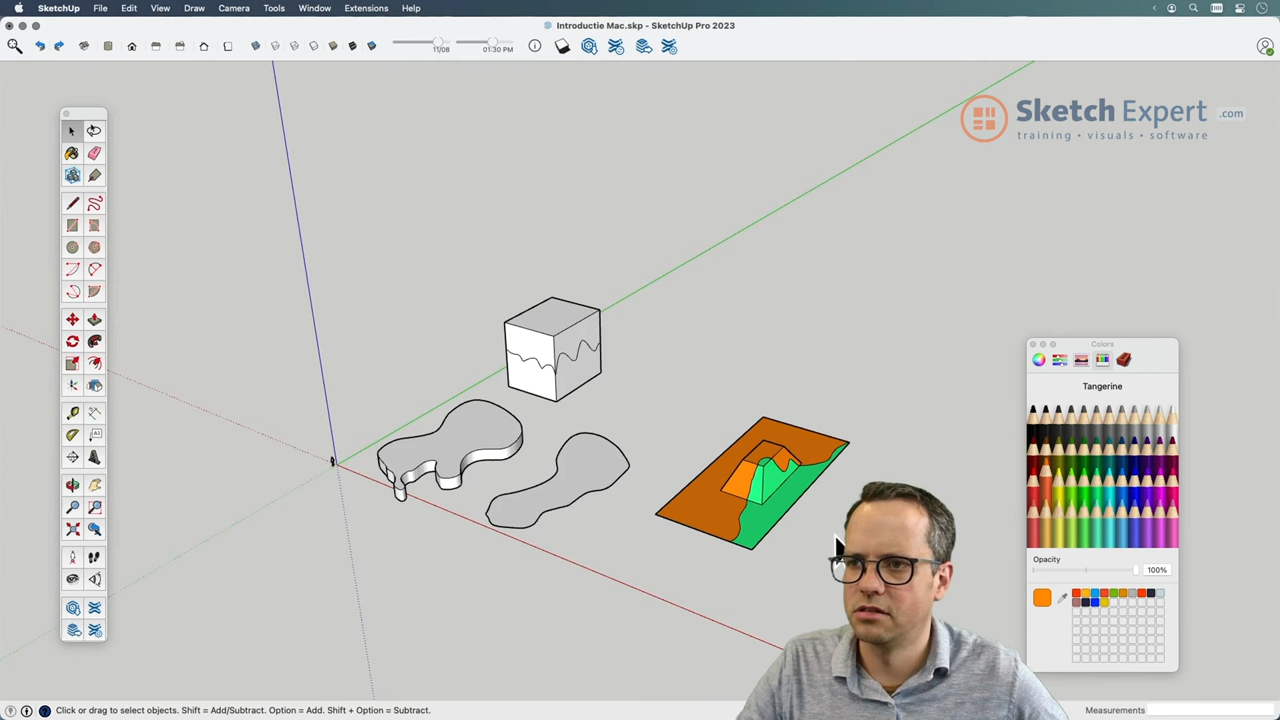 SketchUp File Edit View Draw Camera Tools Window Extensions Help
Introductie Mac.skp - SketchUp Pro 2023
11/08 01:30 PM
Sketch Expert .com
training • visuals • software
Colors
Tangerine
Opacity
100%
Click or drag to select objects. Shift = Add/Subtract. Option = Add. Shift + Option = Subtract.
Measurements